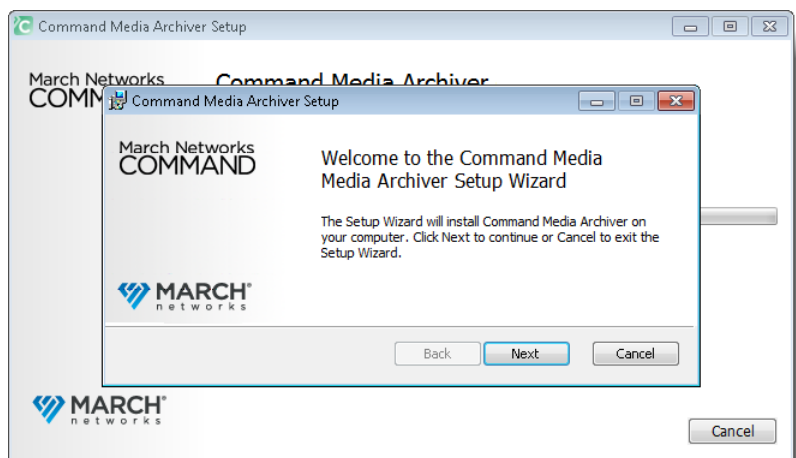 Command Media Archiver Setup
March Networks
Command Media Archiver
COMM
Command Media Archiver Setup
March Networks
COMMAND
Welcome to the Command Media
Media Archiver Setup Wizard
The Setup Wizard will install Command Media Archiver on
your computer. Click Next to continue or Cancel to exit the
Setup Wizard.
MARCH
networks
Back Next Cancel
MARCH
networks
Cancel